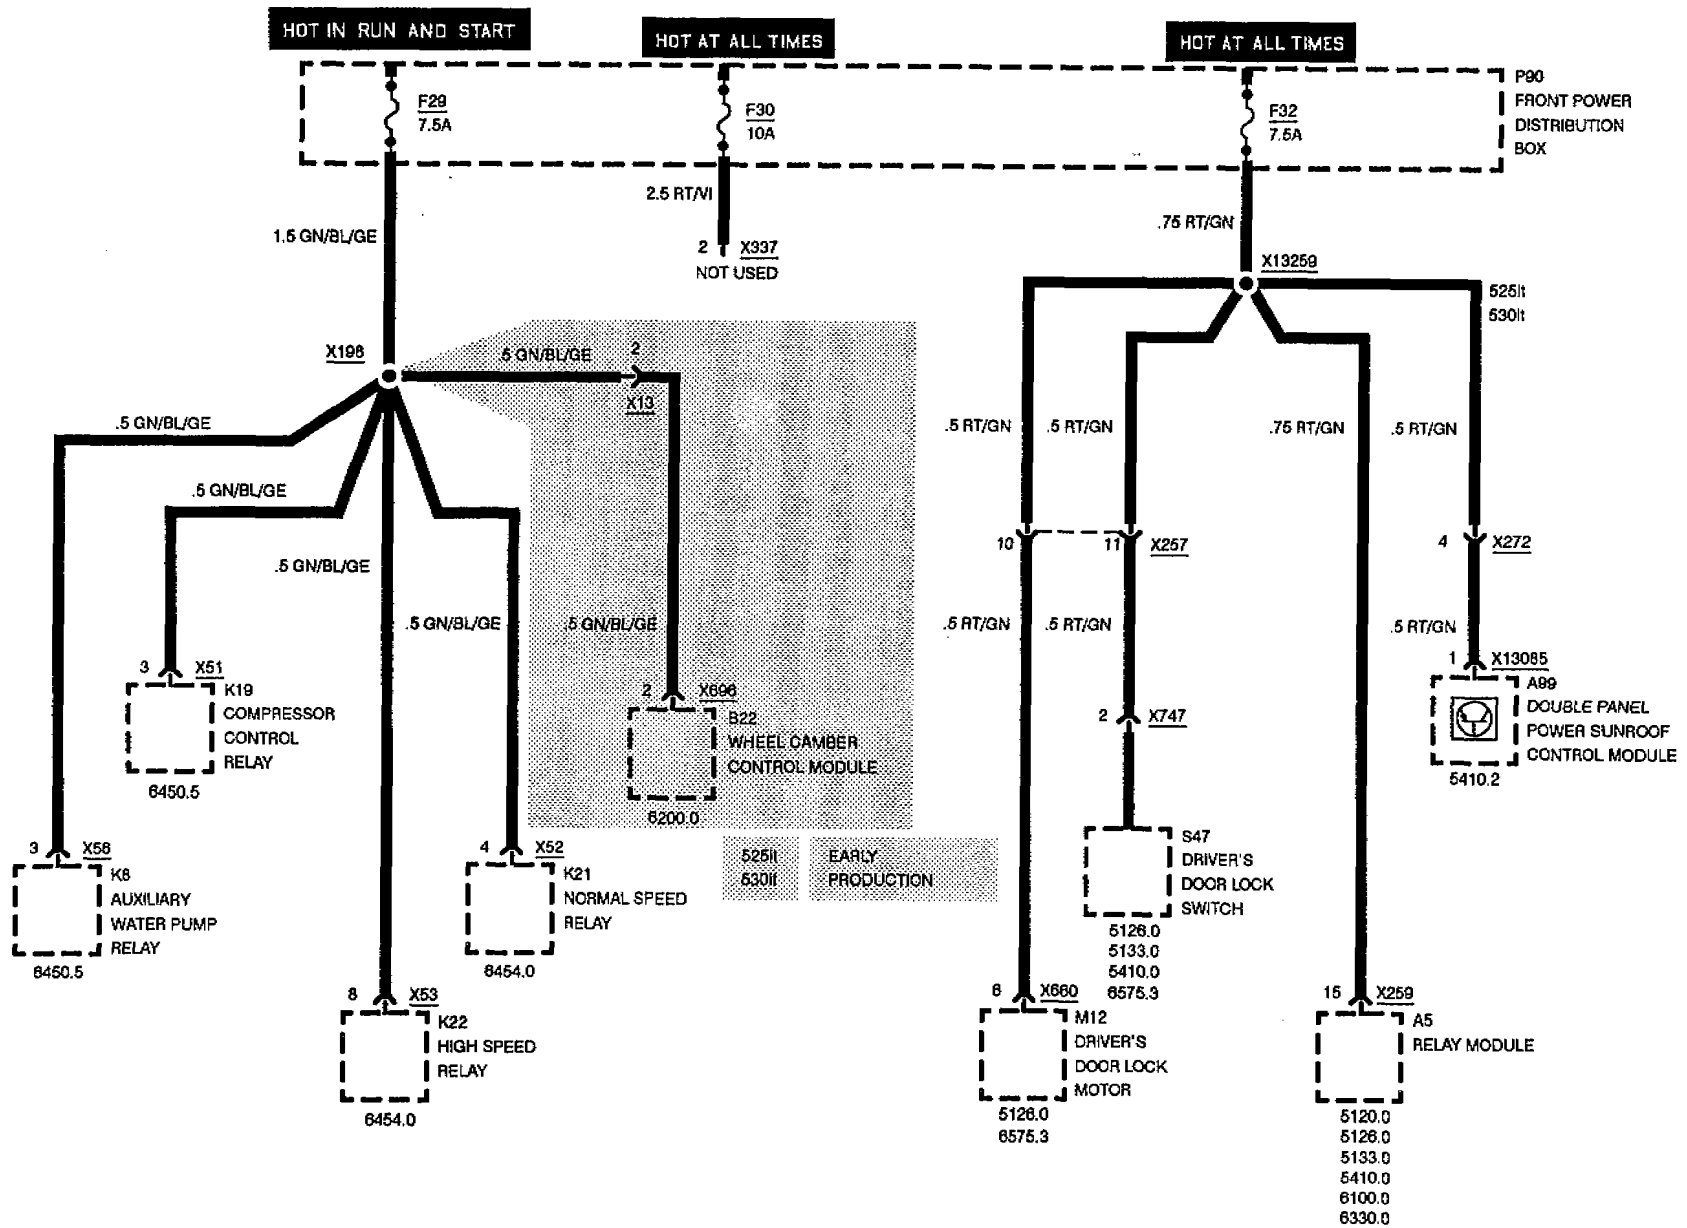 HOT IN RUN AND START
HOT AT ALL TIMES
HOT AT ALL TIMES
F29
7.5A
F30
10A
F32
7.5A
P90
FRONT POWER
DISTRIBUTION
BOX
1.5 GN/BL/GE
2.5 RT/VI
2 X337
NOT USED
.75 RT/GN
X13259
525it
530it
X198
.5 GN/BL/GE
2
X13
.5 GN/BL/GE
.5 GN/BL/GE
.5 GN/BL/GE
.5 GN/BL/GE
.5 GN/BL/GE
.5 RT/GN
.5 RT/GN
.75 RT/GN
.5 RT/GN
10
11 X257
4 X272
.5 RT/GN
.5 RT/GN
.5 RT/GN
3 X51
K19
COMPRESSOR
CONTROL
RELAY
6450.5
2 X696
B22
WHEEL CAMBER
CONTROL MODULE
6200.0
2 X747
1 X13085
A99
DOUBLE PANEL
POWER SUNROOF
CONTROL MODULE
5410.2
3 X56
K8
AUXILIARY
WATER PUMP
RELAY
6450.5
4 X52
K21
NORMAL SPEED
RELAY
6454.0
525it
530it
EARLY
PRODUCTION
S47
DRIVER'S
DOOR LOCK
SWITCH
5126.0
5133.0
5410.0
6575.3
8 X53
K22
HIGH SPEED
RELAY
6454.0
6 X660
M12
DRIVER'S
DOOR LOCK
MOTOR
5126.0
6575.3
15 X259
A5
RELAY MODULE
5120.0
5126.0
5133.0
5410.0
6100.0
6330.0